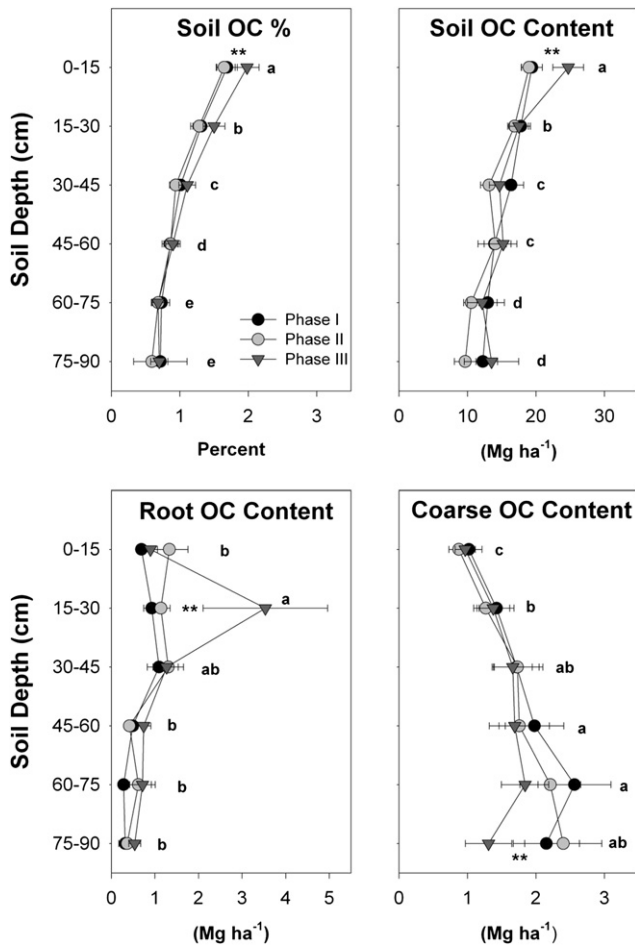 Soil OC %
Soil OC Content
Soil Depth (cm)
0-15
15-30
30-45
45-60
60-75
75-90
**
a
b
c
d
e
e
Phase I
Phase II
Phase III
0
1
2
3
Percent
**
a
b
c
c
d
d
0
10
20
30
(Mg ha⁻¹)
Root OC Content
Coarse OC Content
Soil Depth (cm)
0-15
15-30
30-45
45-60
60-75
75-90
b
a
**
ab
b
b
b
0
1
2
3
4
5
(Mg ha⁻¹)
c
b
ab
a
a
ab
**
0
1
2
3
(Mg ha⁻¹)